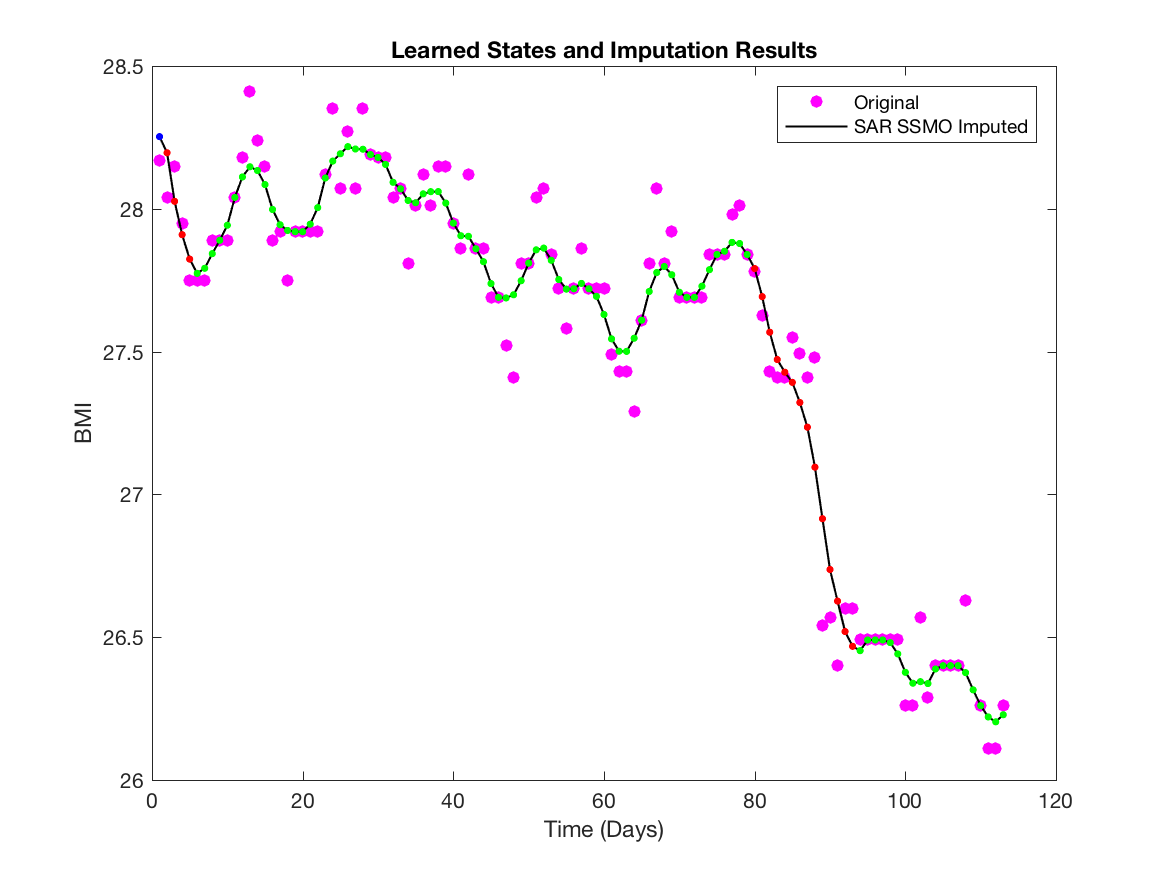 Learned States and Imputation Results
Original
SAR SSMO Imputed
BMI
28.5
28
27.5
27
26.5
26
0 20 40 60 80 100 120
Time (Days)